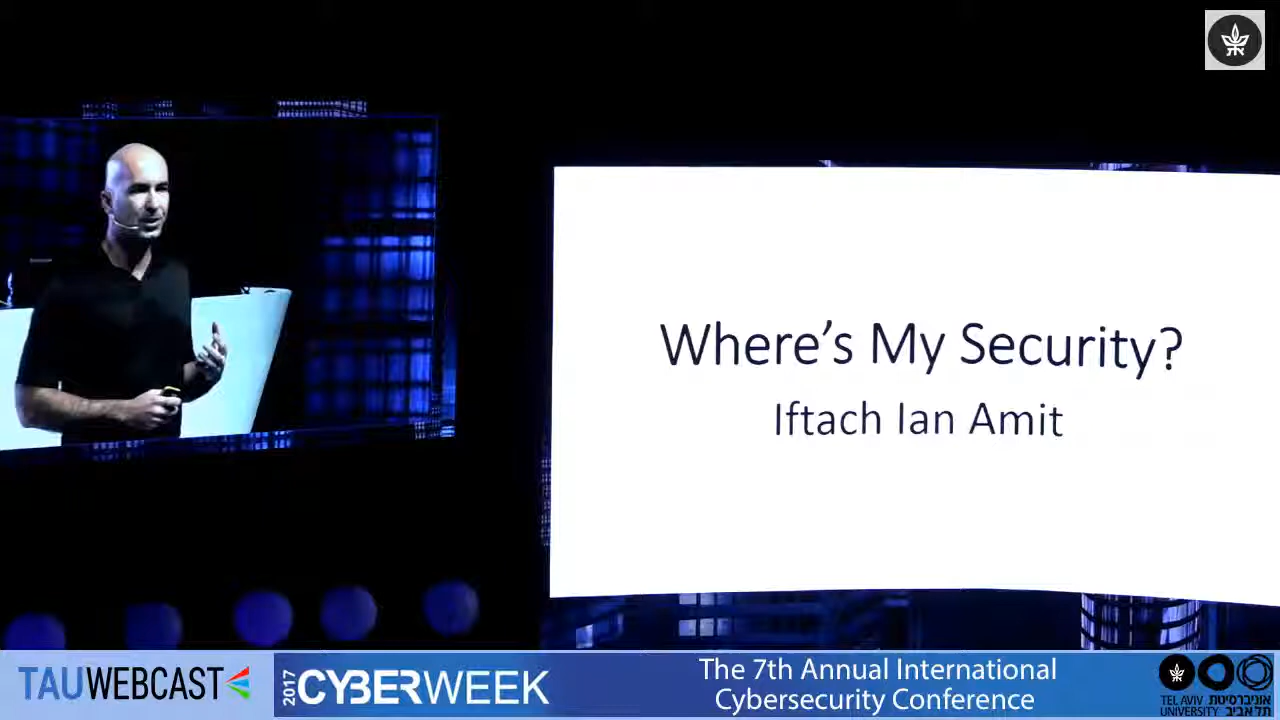 Where's My Security?
Iftach Ian Amit
TAUWEBCAST
2017
CYBERWEEK
The 7th Annual International
Cybersecurity Conference
TEL AVIV אוניברסיטת
UNIVERSITY תל אביב